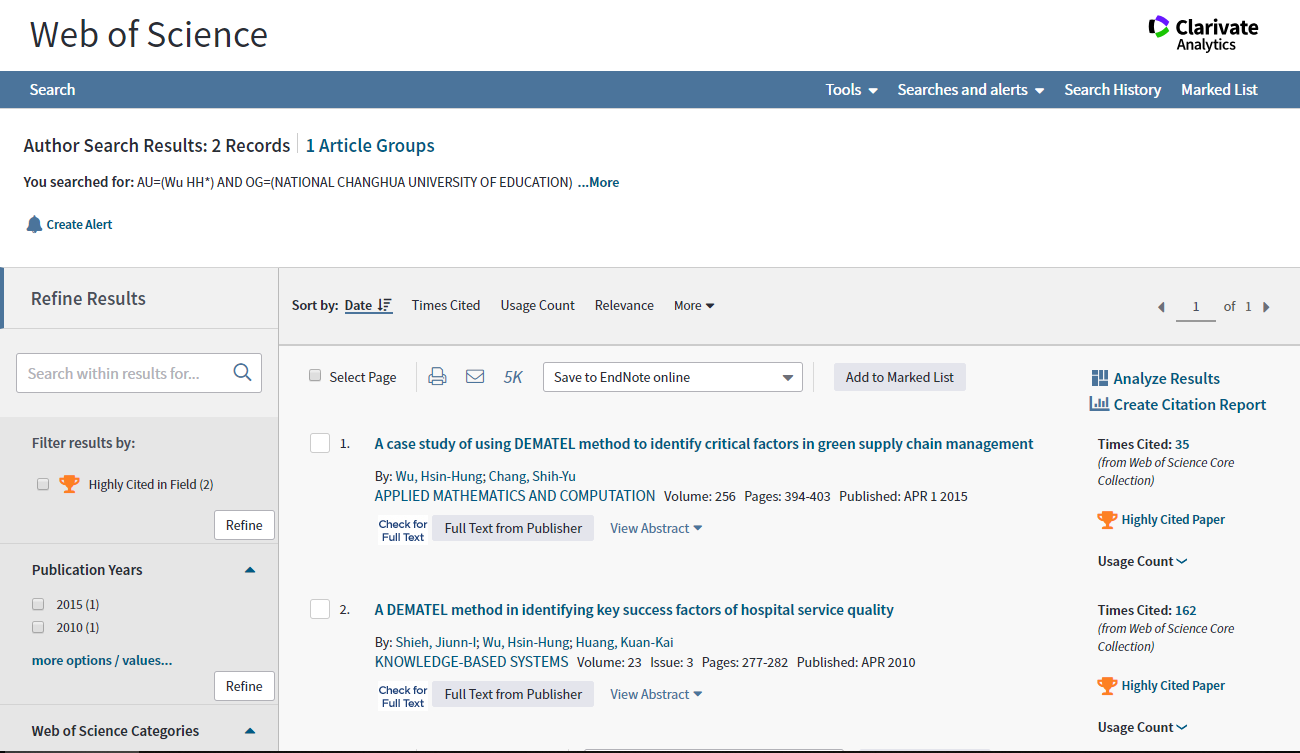 Web of Science
Clarivate
Analytics
Search
Tools
Searches and alerts
Search History
Marked List
Author Search Results: 2 Records
1 Article Groups
You searched for: AU=(Wu HH*) AND OG=(NATIONAL CHANGHUA UNIVERSITY OF EDUCATION) ...More
Create Alert
Refine Results
Search within results for...
Filter results by:
Highly Cited in Field (2)
Refine
Publication Years
2015 (1)
2010 (1)
more options / values...
Refine
Web of Science Categories
Sort by: Date Times Cited Usage Count Relevance More
1 of 1
Select Page
5K
Save to EndNote online
Add to Marked List
Analyze Results
Create Citation Report
1. A case study of using DEMATEL method to identify critical factors in green supply chain management
By: Wu, Hsin-Hung; Chang, Shih-Yu
APPLIED MATHEMATICS AND COMPUTATION Volume: 256 Pages: 394-403 Published: APR 1 2015
Check for
Full Text
Full Text from Publisher
View Abstract
Times Cited: 35
(from Web of Science Core
Collection)
Highly Cited Paper
Usage Count
2. A DEMATEL method in identifying key success factors of hospital service quality
By: Shieh, Jiunn-I; Wu, Hsin-Hung; Huang, Kuan-Kai
KNOWLEDGE-BASED SYSTEMS Volume: 23 Issue: 3 Pages: 277-282 Published: APR 2010
Check for
Full Text
Full Text from Publisher
View Abstract
Times Cited: 162
(from Web of Science Core
Collection)
Highly Cited Paper
Usage Count